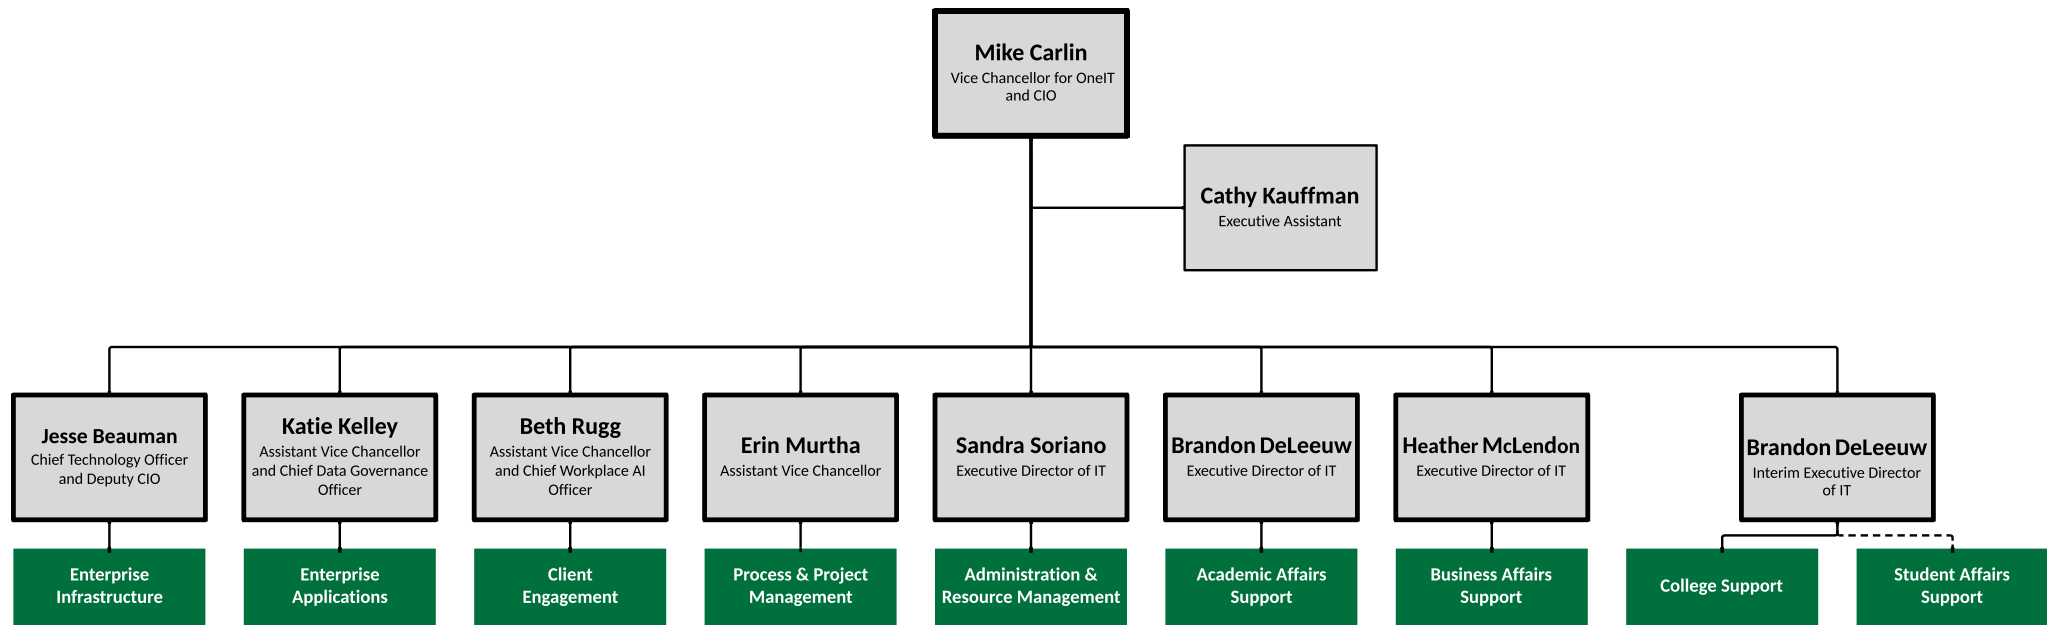 Mike Carlin
Vice Chancellor for OneIT
and CIO
Cathy Kauffman
Executive Assistant
Jesse Beauman
Chief Technology Officer
and Deputy CIO
Katie Kelley
Assistant Vice Chancellor
and Chief Data Governance
Officer
Beth Rugg
Assistant Vice Chancellor
and Chief Workplace AI
Officer
Erin Murtha
Assistant Vice Chancellor
Sandra Soriano
Executive Director of IT
Brandon DeLeeuw
Executive Director of IT
Heather McLendon
Executive Director of IT
Brandon DeLeeuw
Interim Executive Director
of IT
Enterprise
Infrastructure
Enterprise
Applications
Client
Engagement
Process & Project
Management
Administration &
Resource Management
Academic Affairs
Support
Business Affairs
Support
College Support
Student Affairs
Support